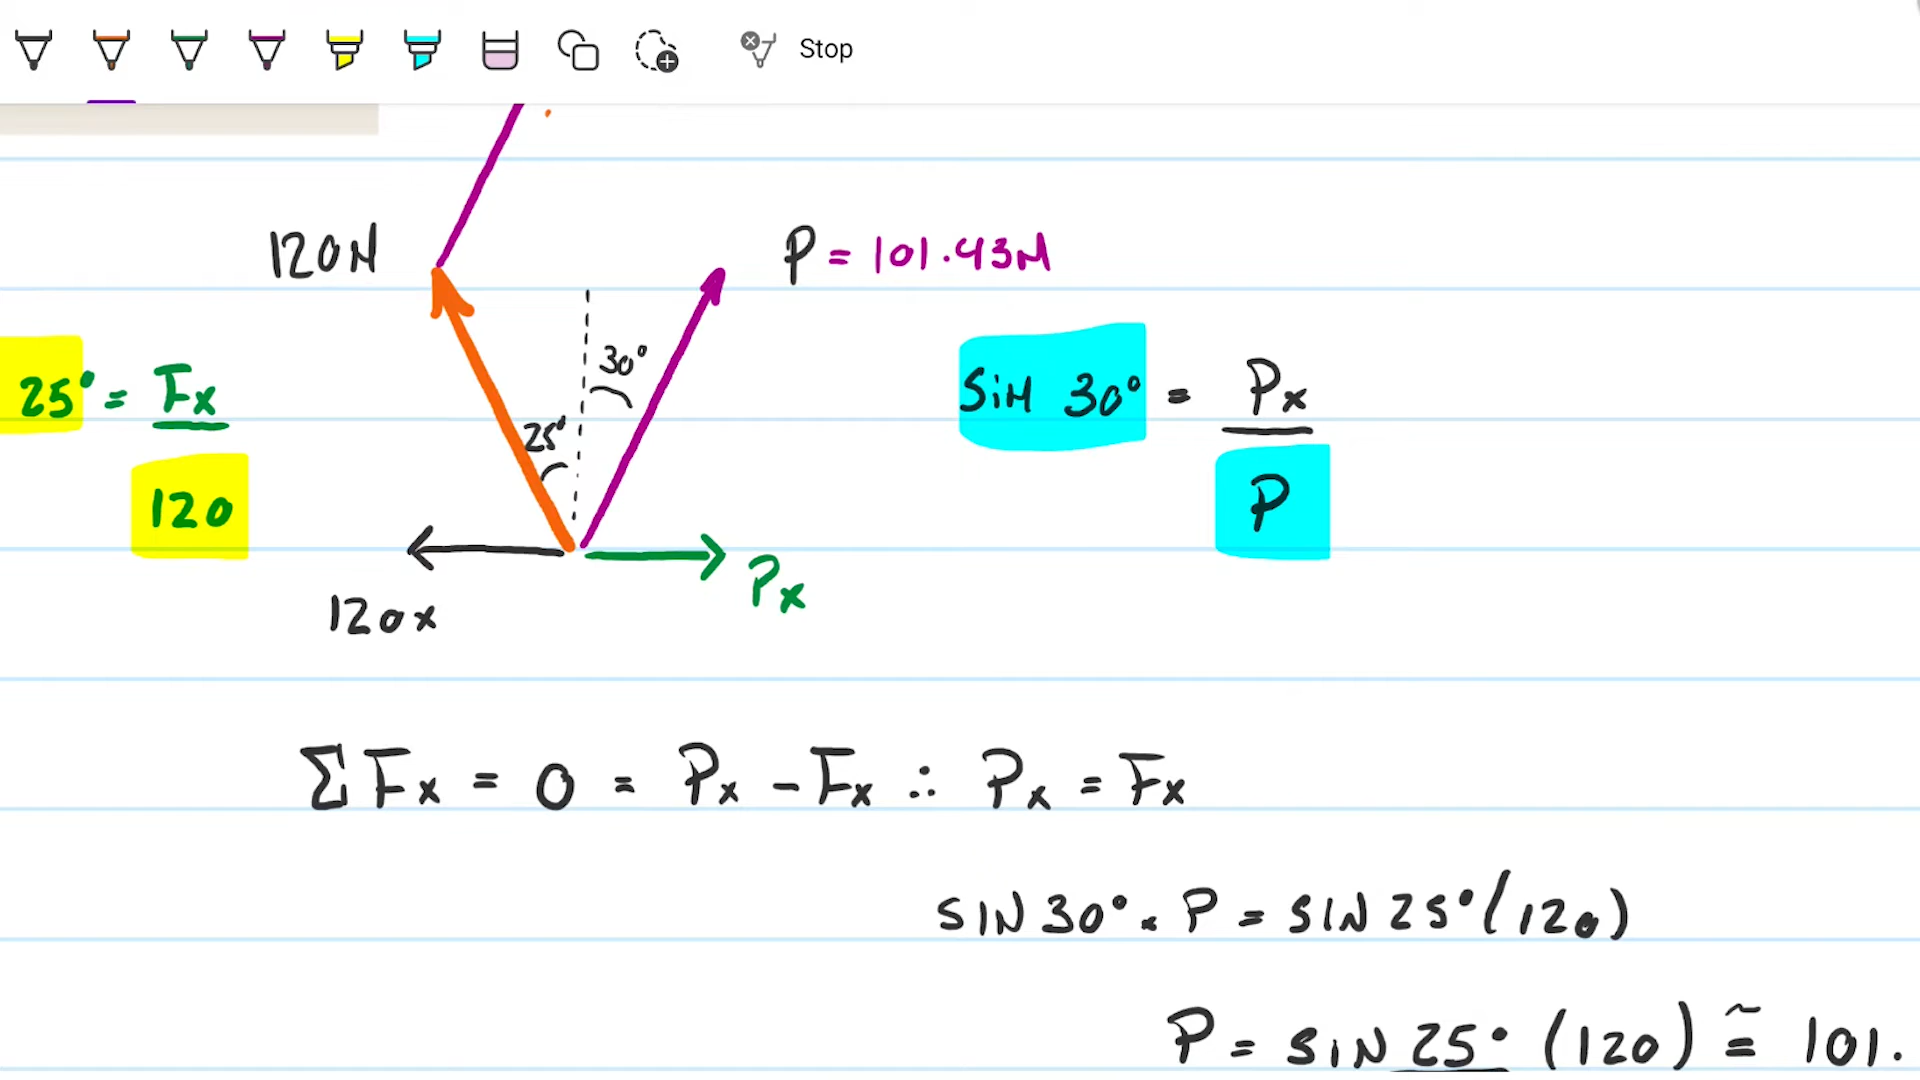 Stop
120N
P = 101.43N
30°
25°
25° = Fx
120
sin 30° = Px
P
Px
120x
ΣFx = 0 = Px - Fx ∴ Px = Fx
SIN 30° . P = SIN 25° (120)
P = SIN 25° (120) ≅ 101.